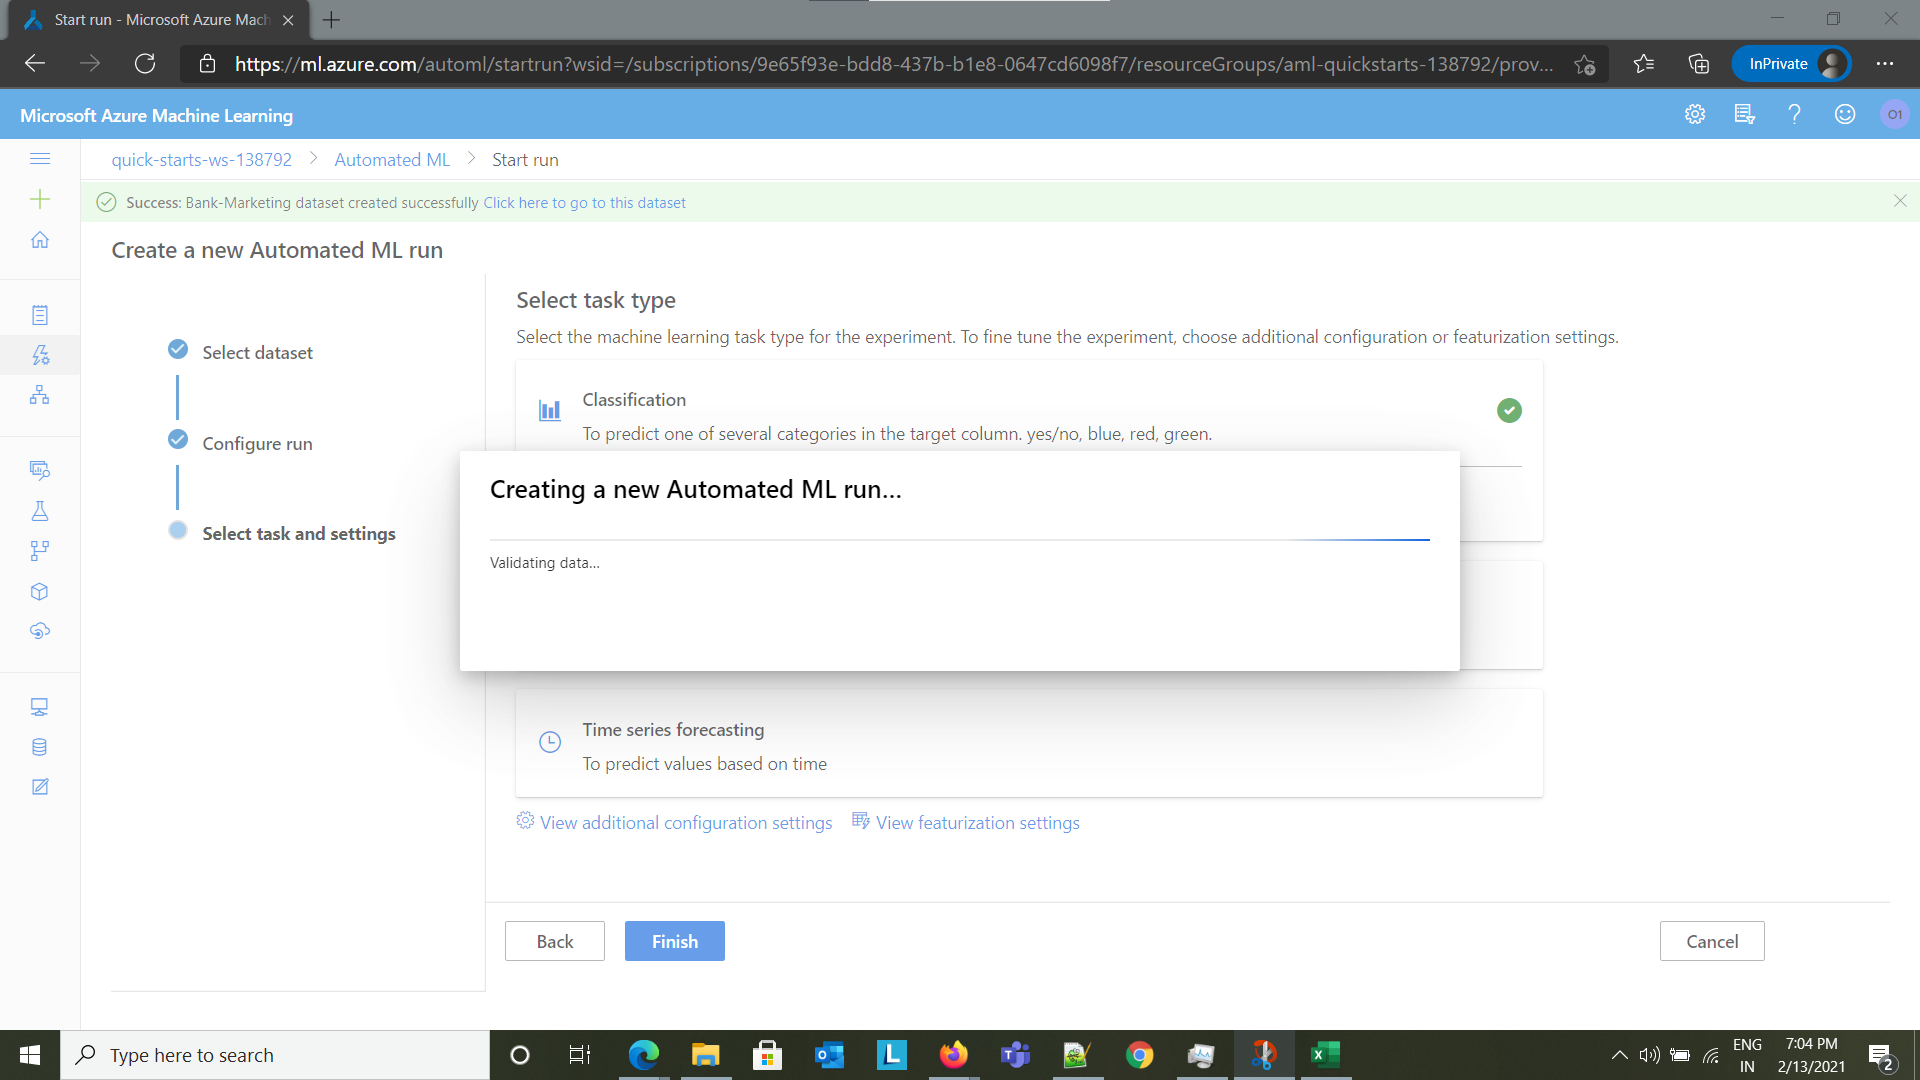 Start run - Microsoft Azure Mach
https://ml.azure.com/automl/startrun?wsid=/subscriptions/9e65f93e-bdd8-437b-b1e8-0647cd6098f7/resourceGroups/aml-quickstarts-138792/prov...
InPrivate
Microsoft Azure Machine Learning
O1
quick-starts-ws-138792 > Automated ML > Start run
Success: Bank-Marketing dataset created successfully Click here to go to this dataset
Create a new Automated ML run
Select dataset
Configure run
Select task and settings
Select task type
Select the machine learning task type for the experiment. To fine tune the experiment, choose additional configuration or featurization settings.
Classification
To predict one of several categories in the target column. yes/no, blue, red, green.
Creating a new Automated ML run...
Validating data...
Time series forecasting
To predict values based on time
View additional configuration settings
View featurization settings
Back
Finish
Cancel
Type here to search
ENG
IN
7:04 PM
2/13/2021
2